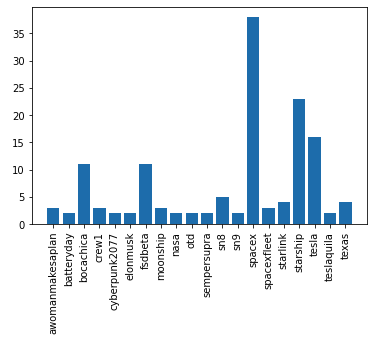 35
30
25
20
15
10
5
0
awomanmakesaplan
batteryday
bocachica
crew1
cyberpunk2077
elonmusk
fsdbeta
moonship
nasa
otd
sempersupra
sn8
sn9
spacex
spacexfleet
starlink
starship
tesla
teslaquila
texas